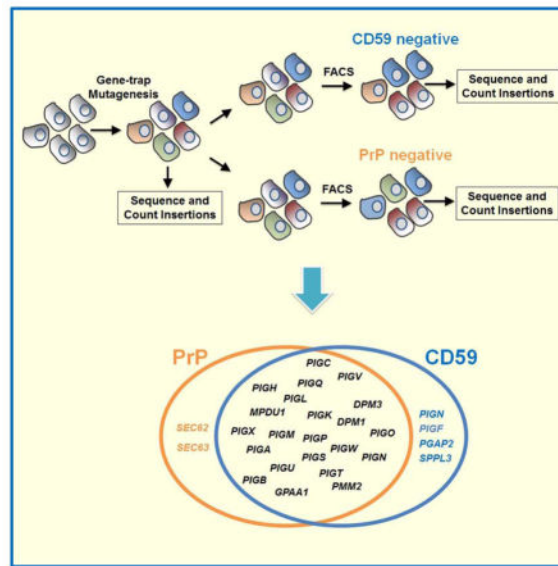 CD59 negative
Gene-trap
Mutagenesis
FACS
Sequence and
Count Insertions
PrP negative
Sequence and
Count Insertions
FACS
Sequence and
Count Insertions
PrP
CD59
PIGC
PIGH
PIGQ
PIGV
PIGL
MPDU1
PIGK
DPM3
DPM1
PIGX
PIGM
PIGP
PIGO
PIGA
PIGW
PIGS
PIGN
PIGU
PIGT
PIGB
GPAA1
PMM2
SEC62
SEC63
PIGN
PIGF
PGAP2
SPPL3